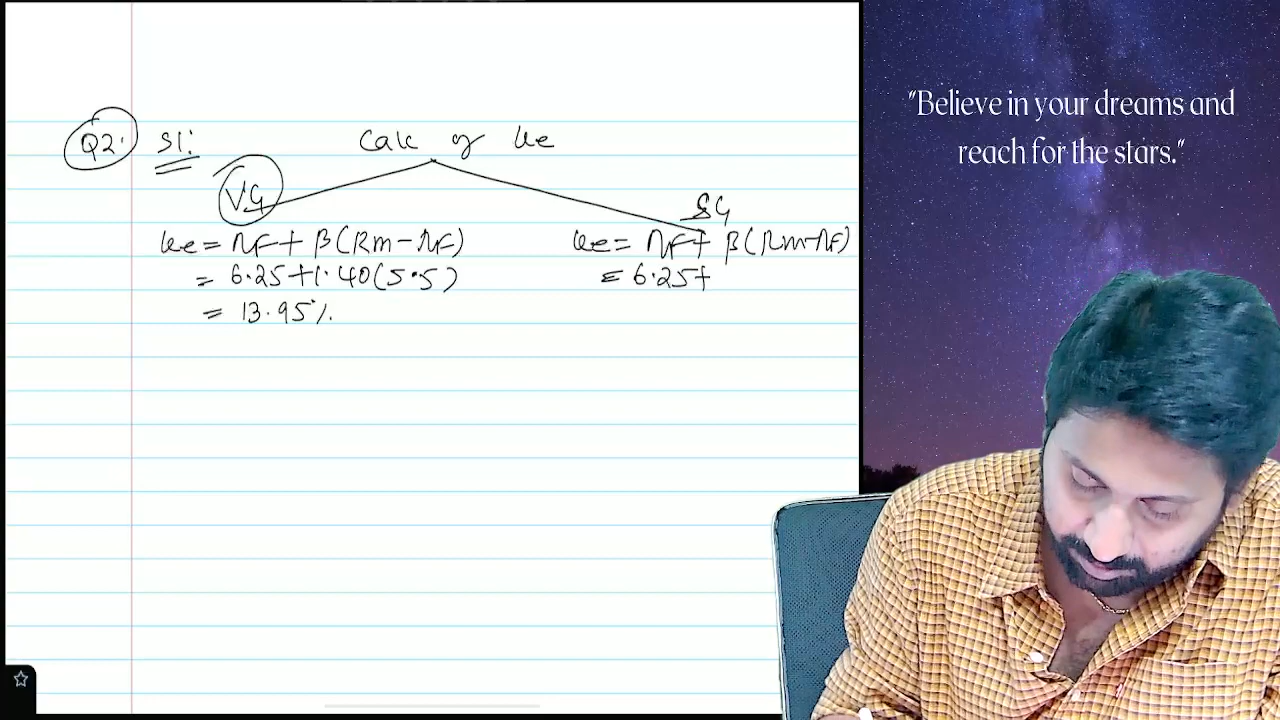 Q2. S1:
Calc of ke
VG
SG
ke = RF + β(Rm - RF)
= 6.25 + 1.40(5.5)
= 13.95%
ke = RF + β(Rm - RF)
= 6.25 +
"Believe in your dreams and
reach for the stars."